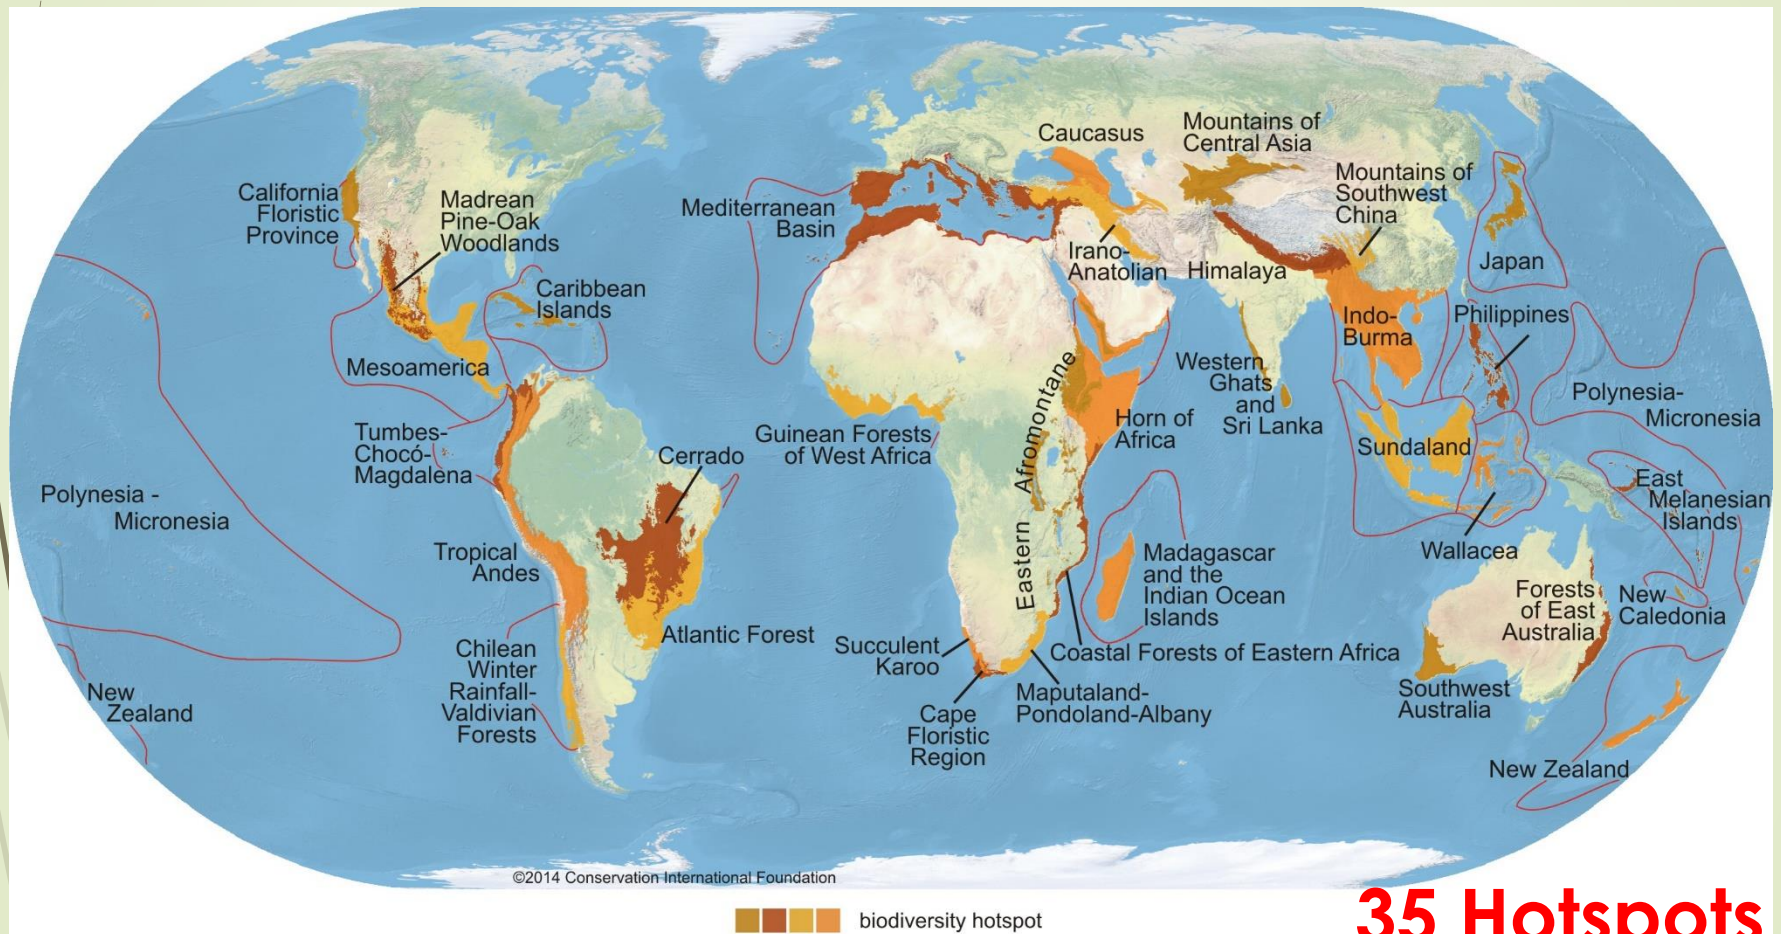 Caucasus
Mountains of
Central Asia
Mountains of
Southwest
China
California
Floristic
Province
Madrean
Pine-Oak
Woodlands
Mediterranean
Basin
Irano-
Anatolian
Himalaya
Japan
Caribbean
Islands
Indo-
Burma
Philippines
Mesoamerica
Western
Ghats
and
Sri Lanka
Polynesia-
Micronesia
Tumbes-
Chocó-
Magdalena
Cerrado
Guinean Forests
of West Africa
Eastern Afromontane
Horn of
Africa
Sundaland
Polynesia -
Micronesia
East
Melanesian
Islands
Wallacea
Tropical
Andes
Madagascar
and the
Indian Ocean
Islands
Forests
of East
Australia
New
Caledonia
Atlantic Forest
Chilean
Winter
Rainfall-
Valdivian
Forests
Succulent
Karoo
Coastal Forests of Eastern Africa
New
Zealand
Cape
Floristic
Region
Maputaland-
Pondoland-Albany
Southwest
Australia
New Zealand
©2014 Conservation International Foundation
biodiversity hotspot
35 Hotspots